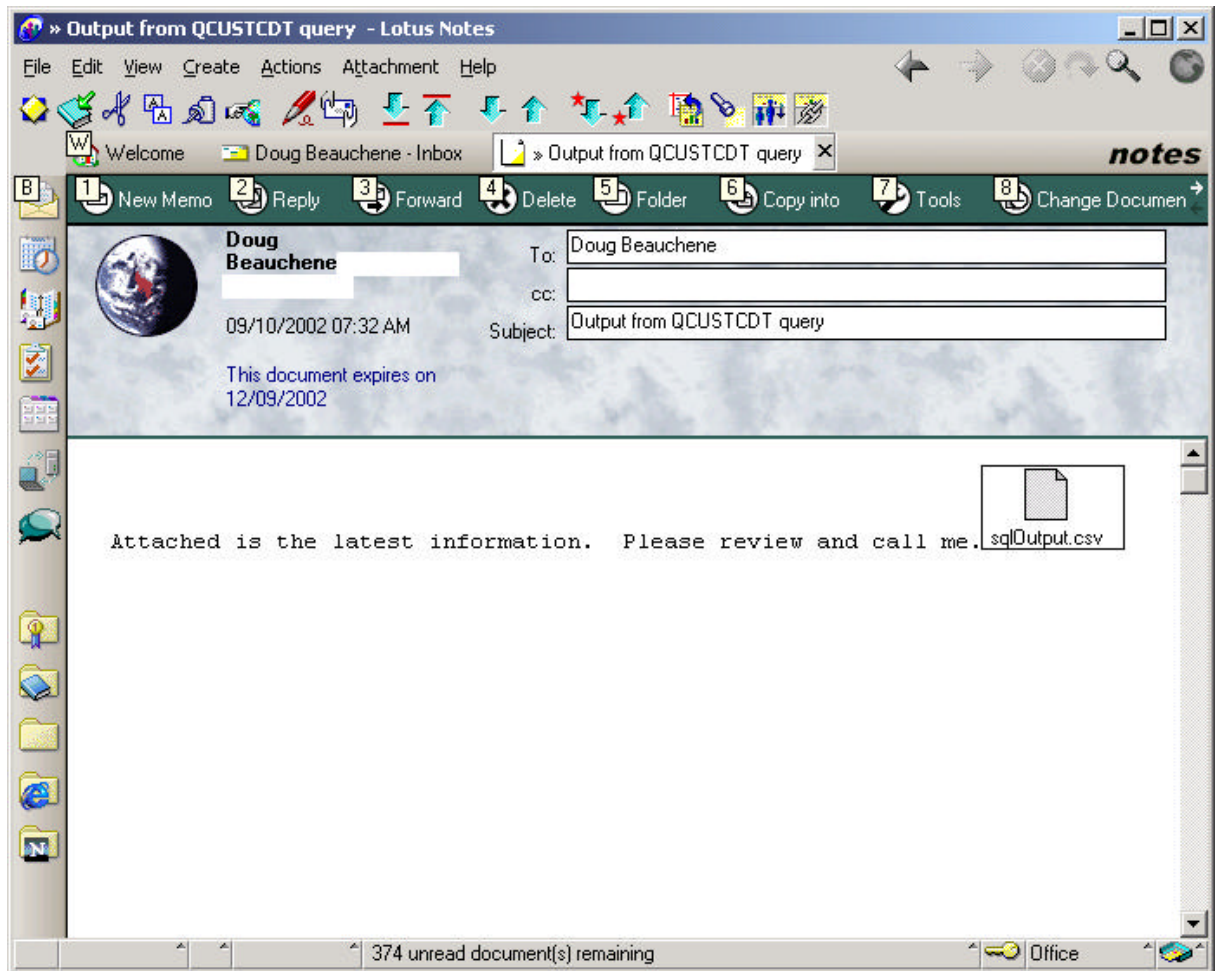 » Output from QCUSTCDT query - Lotus Notes
File Edit View Create Actions Attachment Help
W Welcome Doug Beauchene - Inbox » Output from QCUSTCDT query notes
B 1 New Memo 2 Reply 3 Forward 4 Delete 5 Folder 6 Copy into 7 Tools 8 Change Documen
Doug
Beauchene
To: Doug Beauchene
cc:
09/10/2002 07:32 AM
Subject: Output from QCUSTCDT query
This document expires on
12/09/2002
Attached is the latest information. Please review and call me. sqlOutput.csv
374 unread document(s) remaining Office